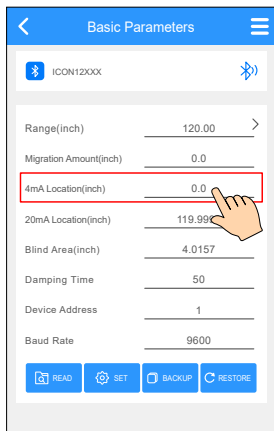 Basic Parameters
ICON12XXX
Range(inch) 120.00
Migration Amount(inch) 0.0
4mA Location(inch) 0.0
20mA Location(inch) 119.999
Blind Area(inch) 4.0157
Damping Time 50
Device Address 1
Baud Rate 9600
READ SET BACKUP RESTORE